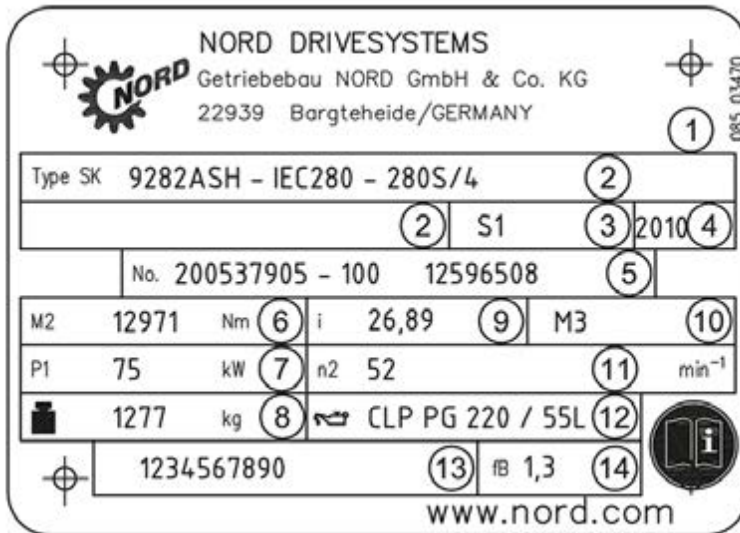 NORD DRIVESYSTEMS
NORD Getriebebau NORD GmbH & Co. KG
22939 Bargteheide/GERMANY
085 03470
1
Type SK 9282ASH - IEC280 - 280S/4 2
2 S1 3 2010 4
No. 200537905 - 100 12596508 5
M2 12971 Nm 6 i 26,89 9 M3 10
P1 75 kW 7 n2 52 11 min⁻¹
1277 kg 8 CLP PG 220 / 55L 12
i
1234567890 13 fB 1,3 14
www.nord.com